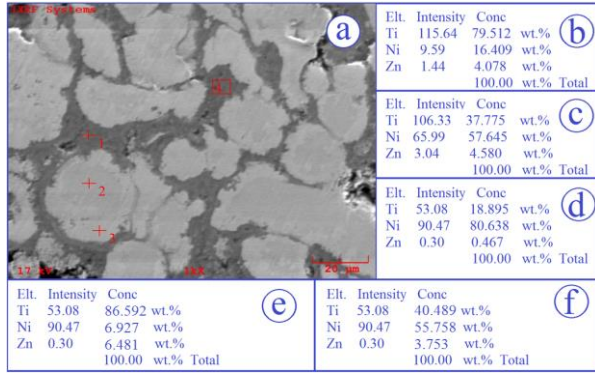 a
1
2
3
17 kV
20 µm
b
Elt. Intensity Conc
Ti 115.64 79.512 wt.%
Ni 9.59 16.409 wt.%
Zn 1.44 4.078 wt.%
100.00 wt.% Total
c
Elt. Intensity Conc
Ti 106.33 37.775 wt.%
Ni 65.99 57.645 wt.%
Zn 3.04 4.580 wt.%
100.00 wt.% Total
d
Elt. Intensity Conc
Ti 53.08 18.895 wt.%
Ni 90.47 80.638 wt.%
Zn 0.30 0.467 wt.%
100.00 wt.% Total
e
Elt. Intensity Conc
Ti 53.08 86.592 wt.%
Ni 90.47 6.927 wt.%
Zn 0.30 6.481 wt.%
100.00 wt.% Total
f
Elt. Intensity Conc
Ti 53.08 40.489 wt.%
Ni 90.47 55.758 wt.%
Zn 0.30 3.753 wt.%
100.00 wt.% Total